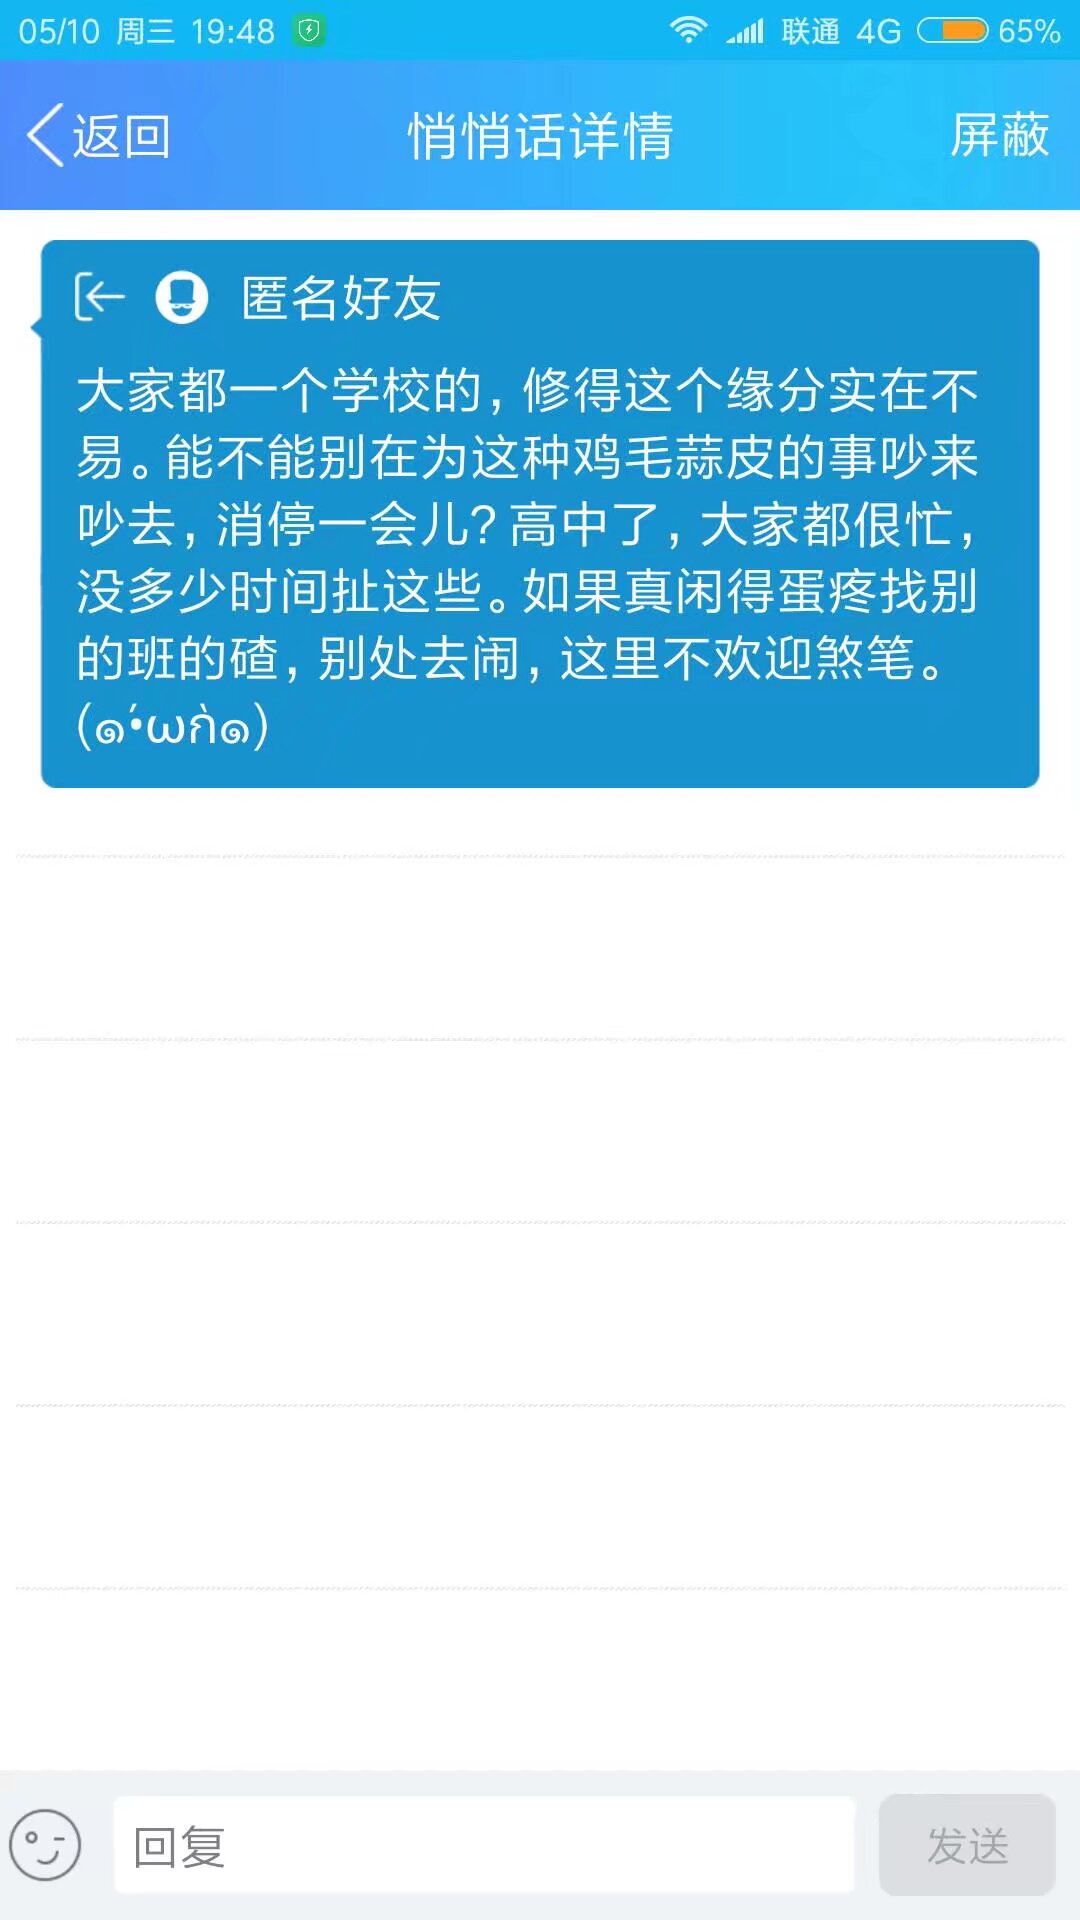 05/10 周三 19:48 联通 4G 65%
返回 悄悄话详情 屏蔽
匿名好友
大家都一个学校的，修得这个缘分实在不
易。能不能别在为这种鸡毛蒜皮的事吵来
吵去，消停一会儿？高中了，大家都很忙，
没多少时间扯这些。如果真闲得蛋疼找别
的班的碴，别处去闹，这里不欢迎煞笔。
(๑•́ωก̀๑)
回复 发送